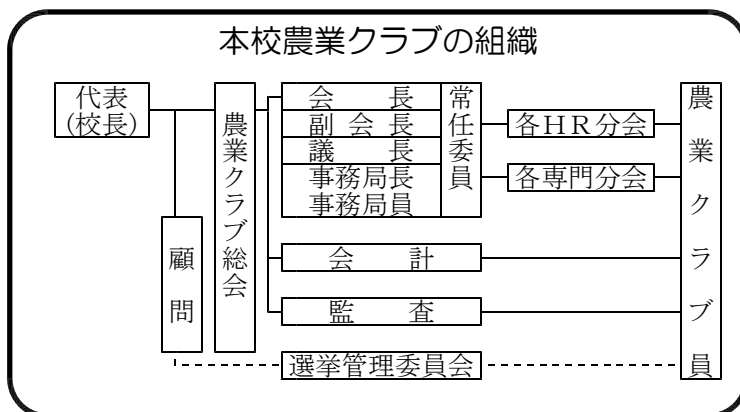 本校農業クラブの組織
代表
(校長)
顧問
農業クラブ総会
会長
副会長
議長
事務局長
事務局員
常任委員
各HR分会
各専門分会
会計
監査
選挙管理委員会
農業クラブ員